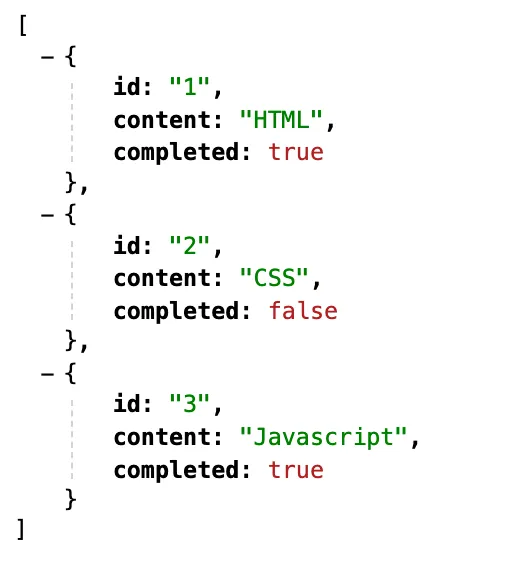 [
– {
id: "1",
content: "HTML",
completed: true
},
– {
id: "2",
content: "CSS",
completed: false
},
– {
id: "3",
content: "Javascript",
completed: true
}
]